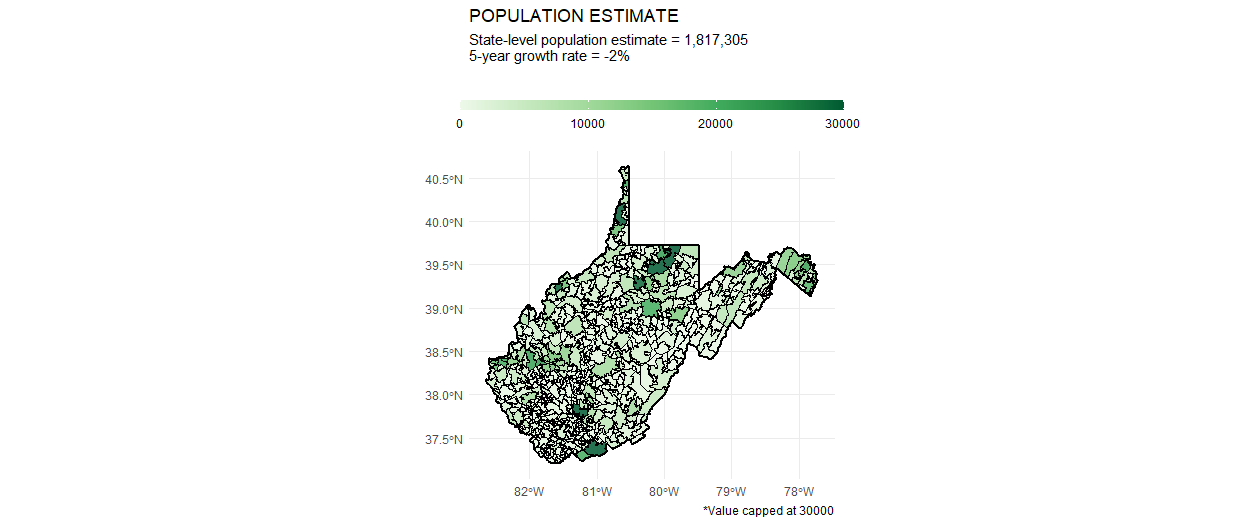 POPULATION ESTIMATE
State-level population estimate = 1,817,305
5-year growth rate = -2%
0 10000 20000 30000
40.5°N
40.0°N
39.5°N
39.0°N
38.5°N
38.0°N
37.5°N
82°W 81°W 80°W 79°W 78°W
*Value capped at 30000